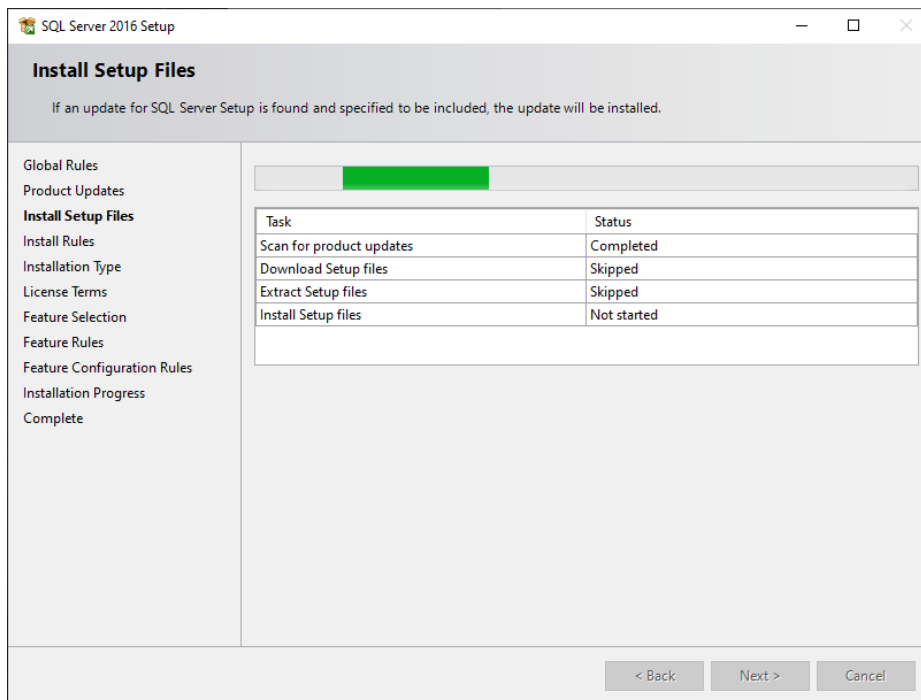 SQL Server 2016 Setup
Install Setup Files
If an update for SQL Server Setup is found and specified to be included, the update will be installed.
Global Rules
Product Updates
Install Setup Files
Install Rules
Installation Type
License Terms
Feature Selection
Feature Rules
Feature Configuration Rules
Installation Progress
Complete
Task Status
Scan for product updates Completed
Download Setup files Skipped
Extract Setup files Skipped
Install Setup files Not started
< Back Next > Cancel